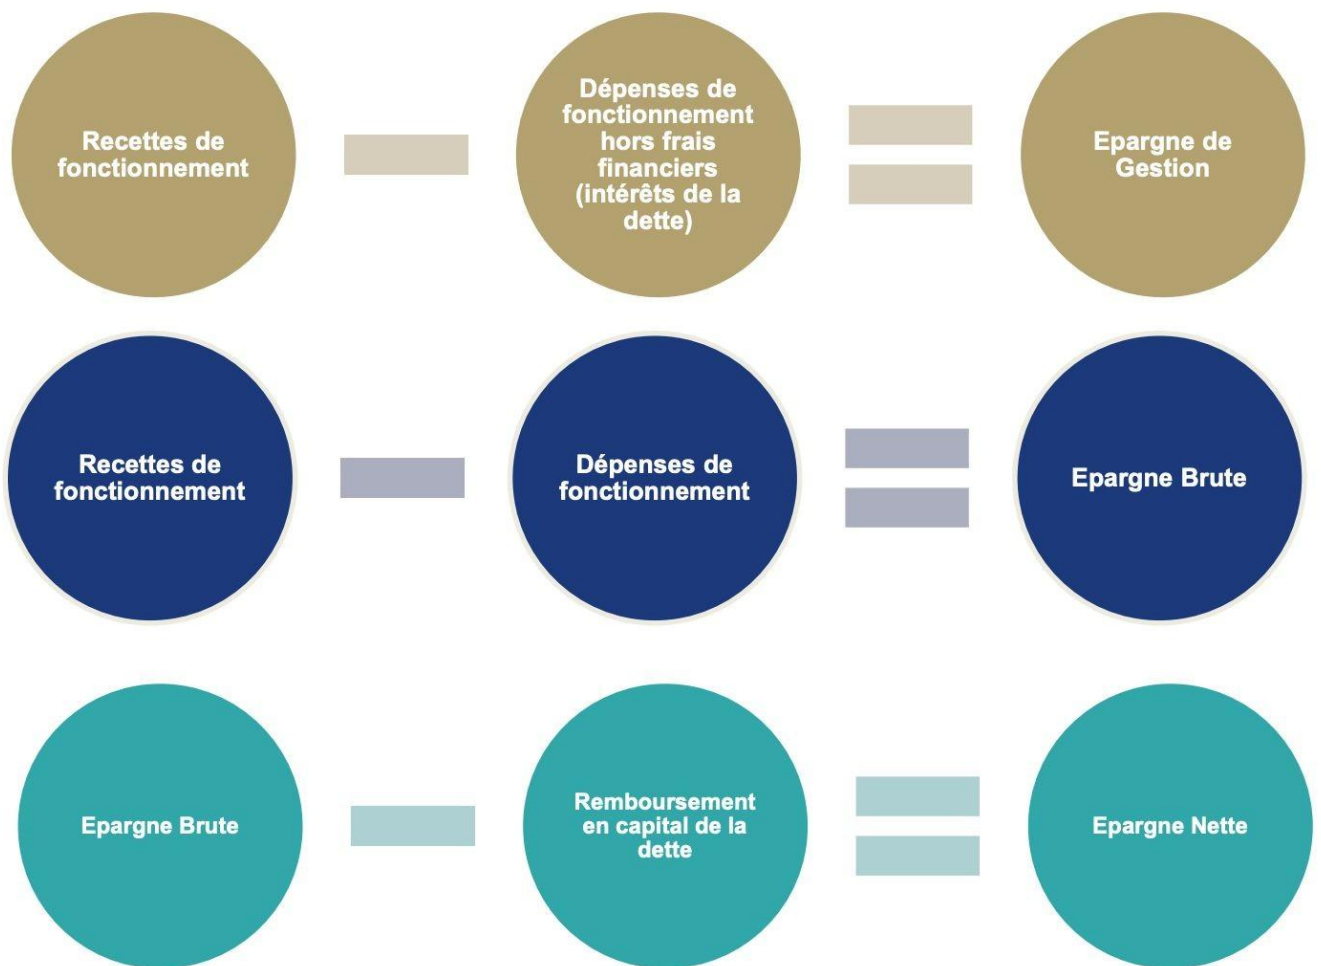 Recettes de
fonctionnement
Dépenses de
fonctionnement
hors frais
financiers
(intérêts de la
dette)
Epargne de
Gestion
Recettes de
fonctionnement
Dépenses de
fonctionnement
Epargne Brute
Epargne Brute
Remboursement
en capital de la
dette
Epargne Nette